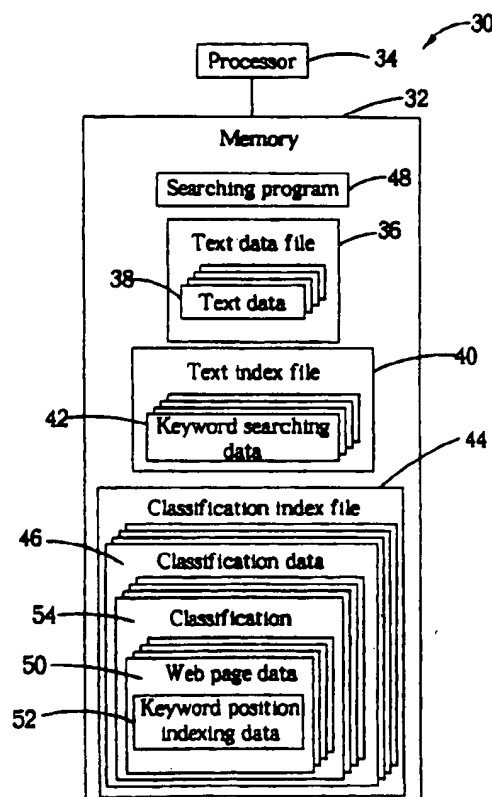 30
Processor
34
32
Memory
Searching program
48
Text data file
36
38
Text data
Text index file
40
42
Keyword searching
data
44
Classification index file
46
Classification data
54
Classification
50
Web page data
52
Keyword position
indexing data